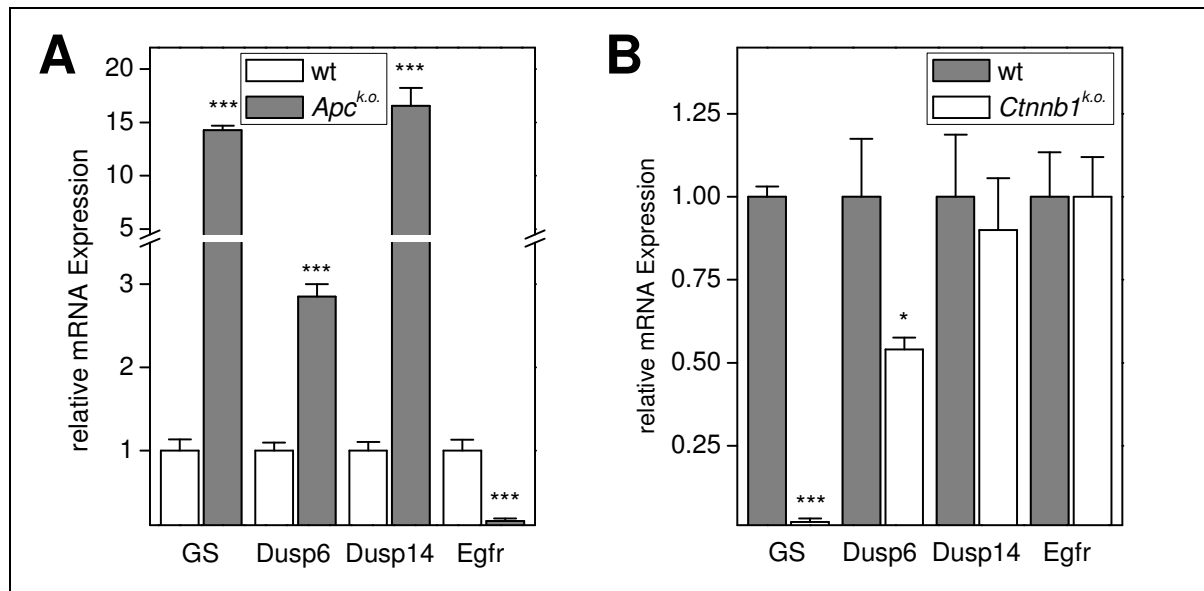 A
wt
Apc k.o.
relative mRNA Expression
20
15
10
5
3
2
1
***
***
***
***
GS Dusp6 Dusp14 Egfr
B
wt
Ctnnb1 k.o.
relative mRNA Expression
1.25
1.00
0.75
0.50
0.25
***
*
GS Dusp6 Dusp14 Egfr